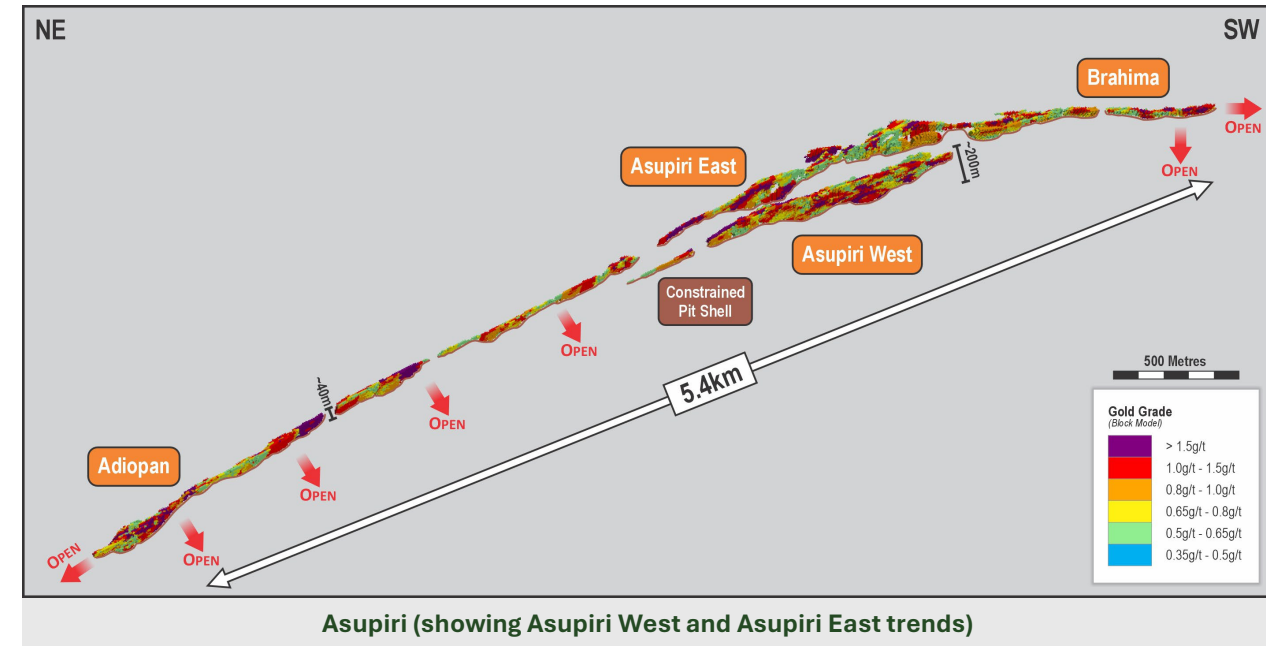 NE
SW
Brahima
OPEN
OPEN
Asupiri East
~200m
Asupiri West
Constrained
Pit Shell
OPEN
5.4km
500 Metres
~40m
OPEN
Gold Grade
(Block Model)
> 1.5g/t
1.0g/t - 1.5g/t
0.8g/t - 1.0g/t
0.65g/t - 0.8g/t
0.5g/t - 0.65g/t
0.35g/t - 0.5g/t
Adiopan
OPEN
OPEN
OPEN
Asupiri (showing Asupiri West and Asupiri East trends)